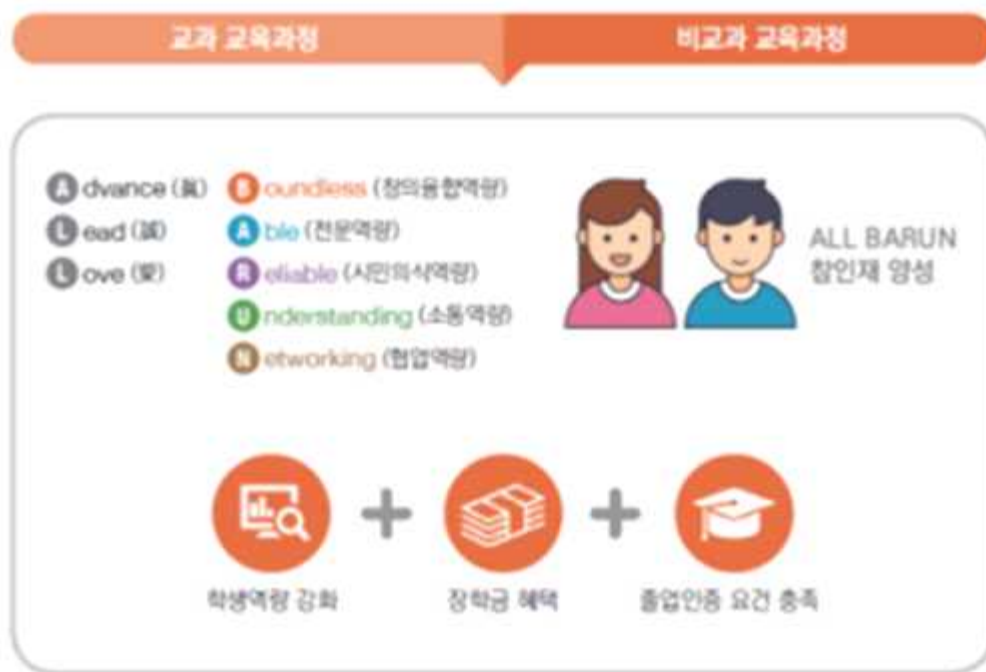 교과 교육과정
비교과 교육과정
Advance (眞)
Lead (誠)
Love (愛)
Boundless (창의융합역량)
Able (전문역량)
Reliable (시민의식역량)
Understanding (소통역량)
Networking (협업역량)
ALL BARUN
참인재 양성
학생역량 강화
장학금 혜택
졸업인증 요건 충족